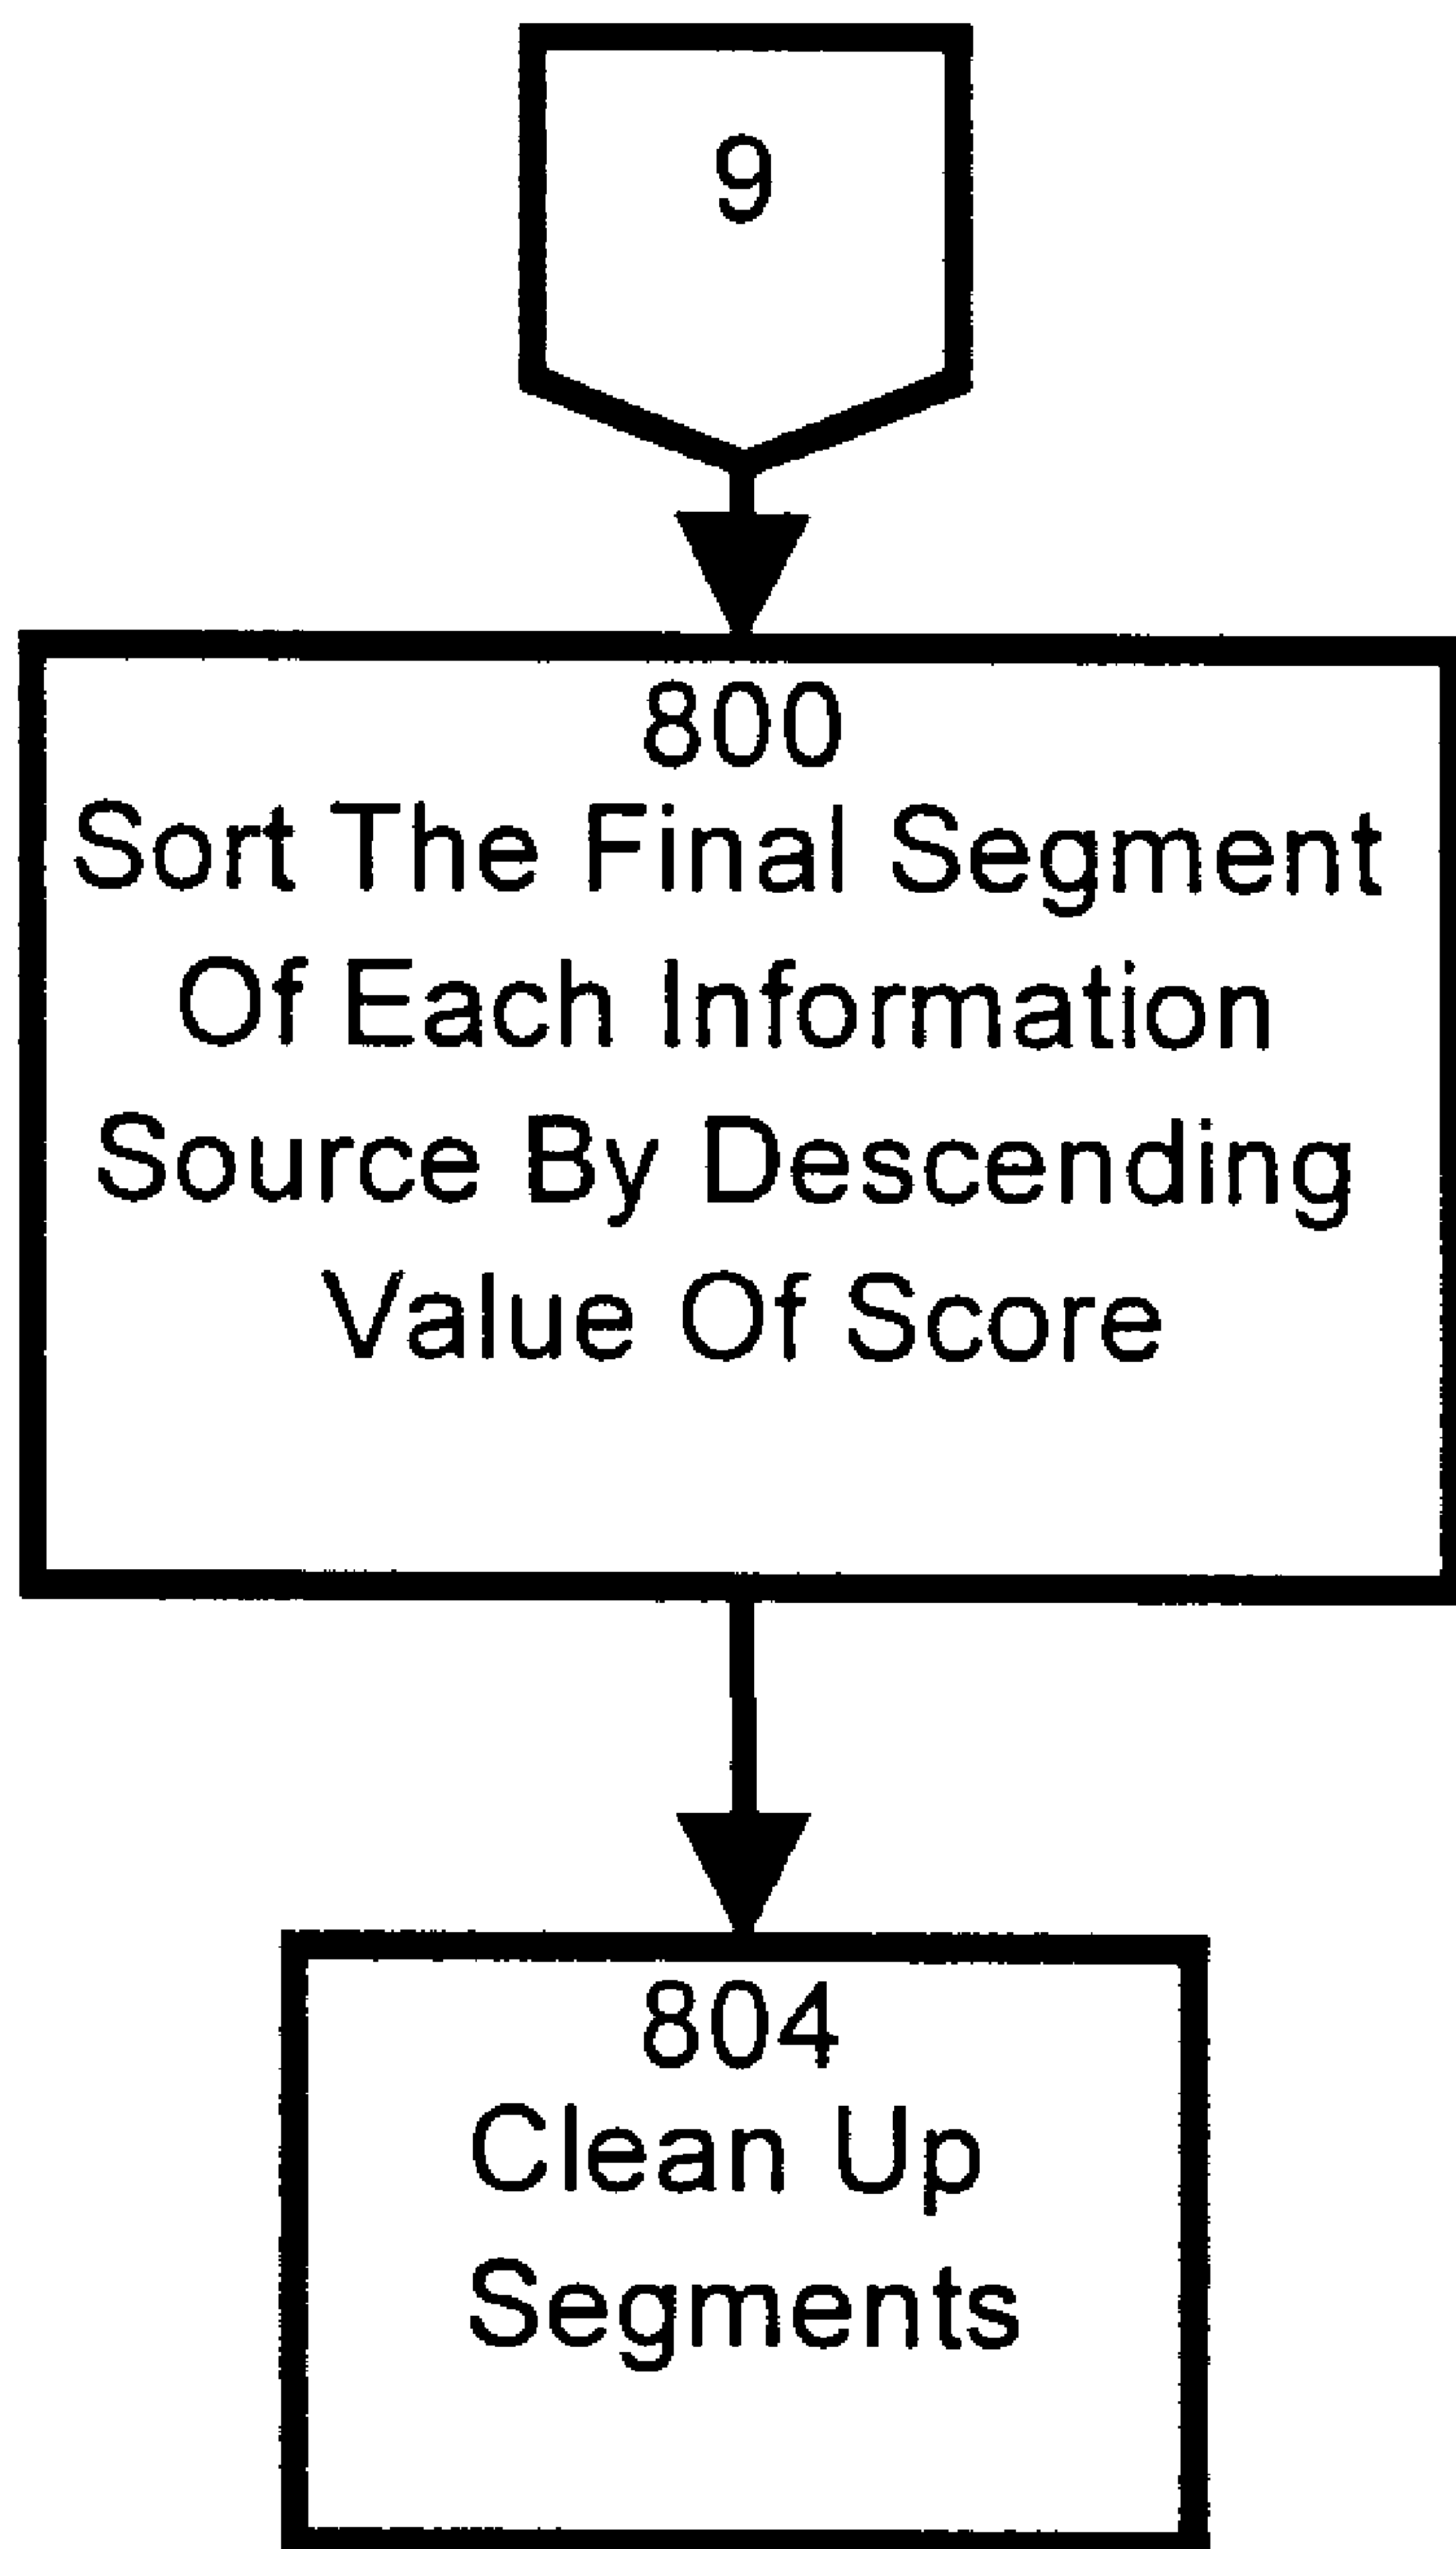 9
800
Sort The Final Segment
Of Each Information
Source By Descending
Value Of Score
804
Clean Up
Segments